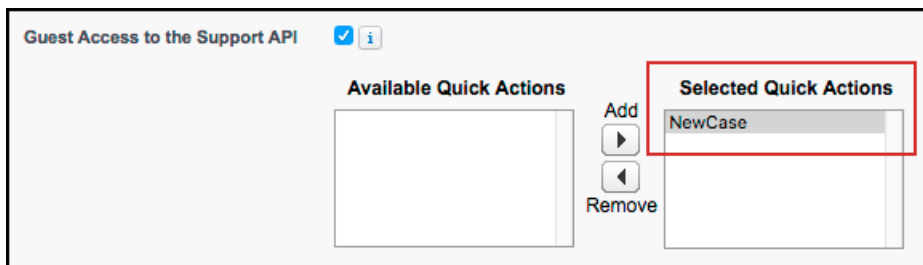 Guest Access to the Support API
i
Available Quick Actions
Add
Remove
Selected Quick Actions
NewCase